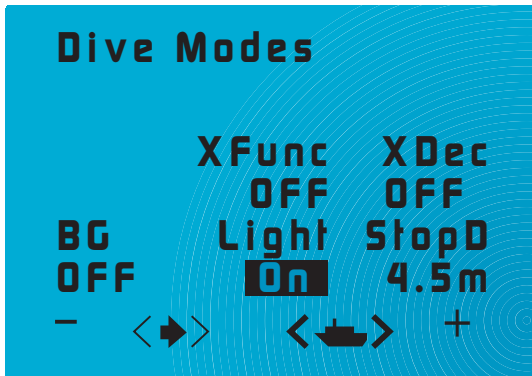 Dive Modes
XFunc XDec
OFF OFF
BG Light StopD
OFF On 4.5m
- < > < > +